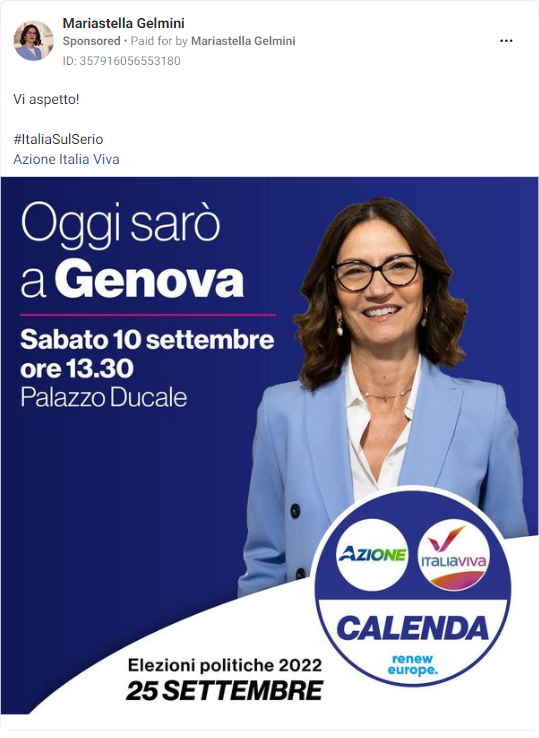 Mariastella Gelmini
Sponsored • Paid for by Mariastella Gelmini
ID: 357916056553180
Vi aspetto!
#ItaliaSulSerio
Azione Italia Viva
Oggi sarò
a Genova
Sabato 10 settembre
ore 13.30
Palazzo Ducale
AZIONE
ITALIAVIVA
CALENDA
renew
europe.
Elezioni politiche 2022
25 SETTEMBRE